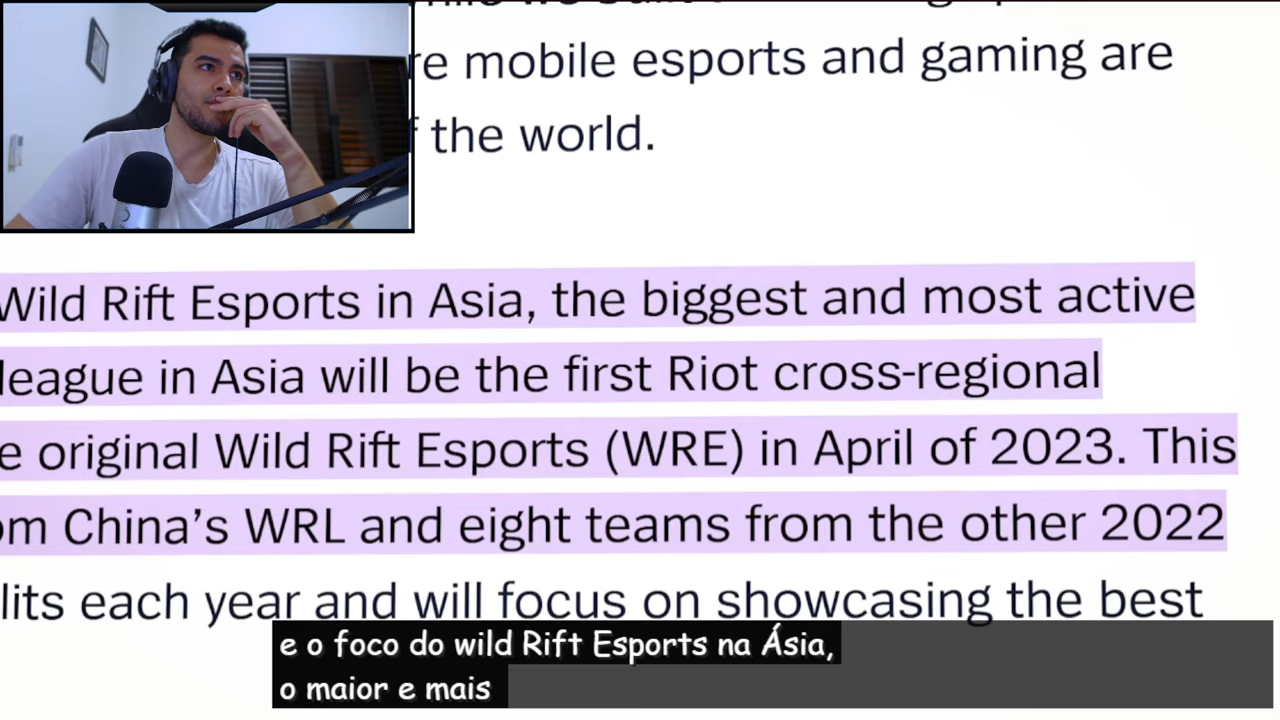 re mobile esports and gaming are
the world.
Wild Rift Esports in Asia, the biggest and most active
league in Asia will be the first Riot cross-regional
e original Wild Rift Esports (WRE) in April of 2023. This
om China's WRL and eight teams from the other 2022
lits each year and will focus on showcasing the best
e o foco do wild Rift Esports na Ásia,
o maior e mais